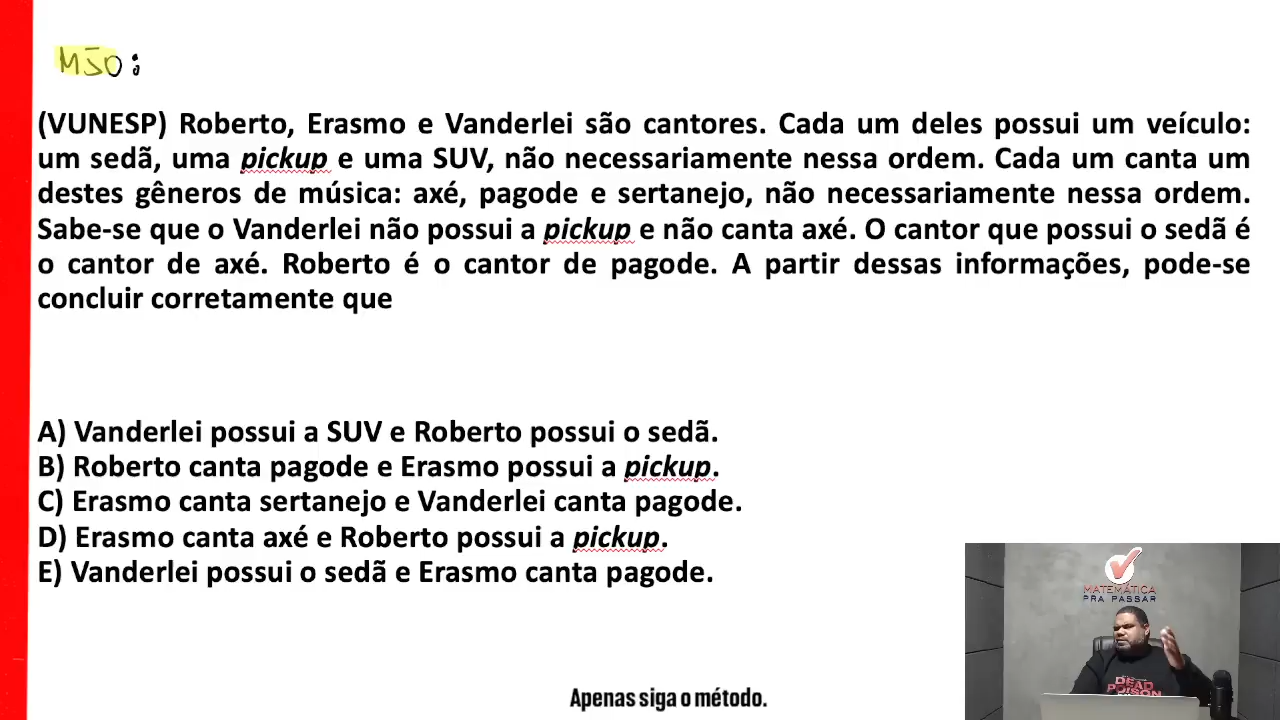 MJO:
(VUNESP) Roberto, Erasmo e Vanderlei são cantores. Cada um deles possui um veículo:
um sedã, uma pickup e uma SUV, não necessariamente nessa ordem. Cada um canta um
destes gêneros de música: axé, pagode e sertanejo, não necessariamente nessa ordem.
Sabe-se que o Vanderlei não possui a pickup e não canta axé. O cantor que possui o sedã é
o cantor de axé. Roberto é o cantor de pagode. A partir dessas informações, pode-se
concluir corretamente que
A) Vanderlei possui a SUV e Roberto possui o sedã.
B) Roberto canta pagode e Erasmo possui a pickup.
C) Erasmo canta sertanejo e Vanderlei canta pagode.
D) Erasmo canta axé e Roberto possui a pickup.
E) Vanderlei possui o sedã e Erasmo canta pagode.
MATEMÁTICA
PRA PASSAR
DEAD
POISON
Apenas siga o método.